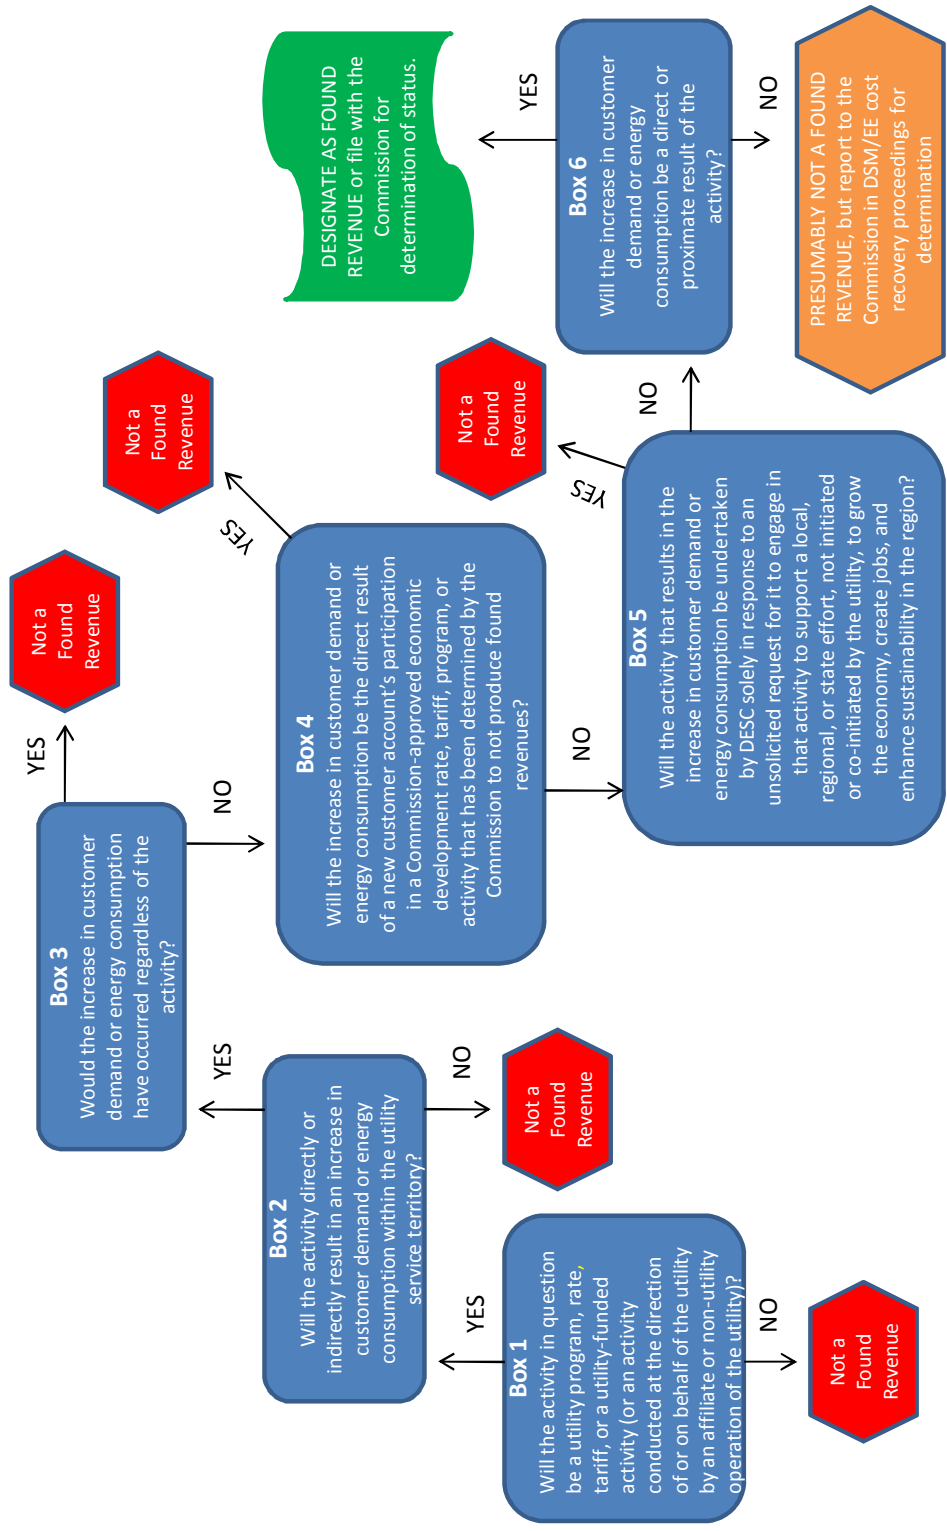 Box 1
Will the activity in question
be a utility program, rate,
tariff, or a utility-funded
activity (or an activity
conducted at the direction
of or on behalf of the utility
by an affiliate or non-utility
operation of the utility)?
YES
NO
Not a
Found
Revenue
Box 2
Will the activity directly or
indirectly result in an increase in
customer demand or energy
consumption within the utility
service territory?
YES
NO
Not a
Found
Revenue
Box 3
Would the increase in customer
demand or energy consumption
have occurred regardless of the
activity?
YES
Not a
Found
Revenue
NO
Box 4
Will the increase in customer demand or
energy consumption be the direct result
of a new customer account's participation
in a Commission-approved economic
development rate, tariff, program, or
activity that has been determined by the
Commission to not produce found
revenues?
YES
Not a
Found
Revenue
NO
Box 5
Will the activity that results in the
increase in customer demand or
energy consumption be undertaken
by DESC solely in response to an
unsolicited request for it to engage in
that activity to support a local,
regional, or state effort, not initiated
or co-initiated by the utility, to grow
the economy, create jobs, and
enhance sustainability in the region?
YES
Not a
Found
Revenue
NO
Box 6
Will the increase in customer
demand or energy
consumption be a direct or
proximate result of the
activity?
YES
DESIGNATE AS FOUND
REVENUE or file with the
Commission for
determination of status.
NO
PRESUMABLY NOT A FOUND
REVENUE, but report to the
Commission in DSM/EE cost
recovery proceedings for
determination